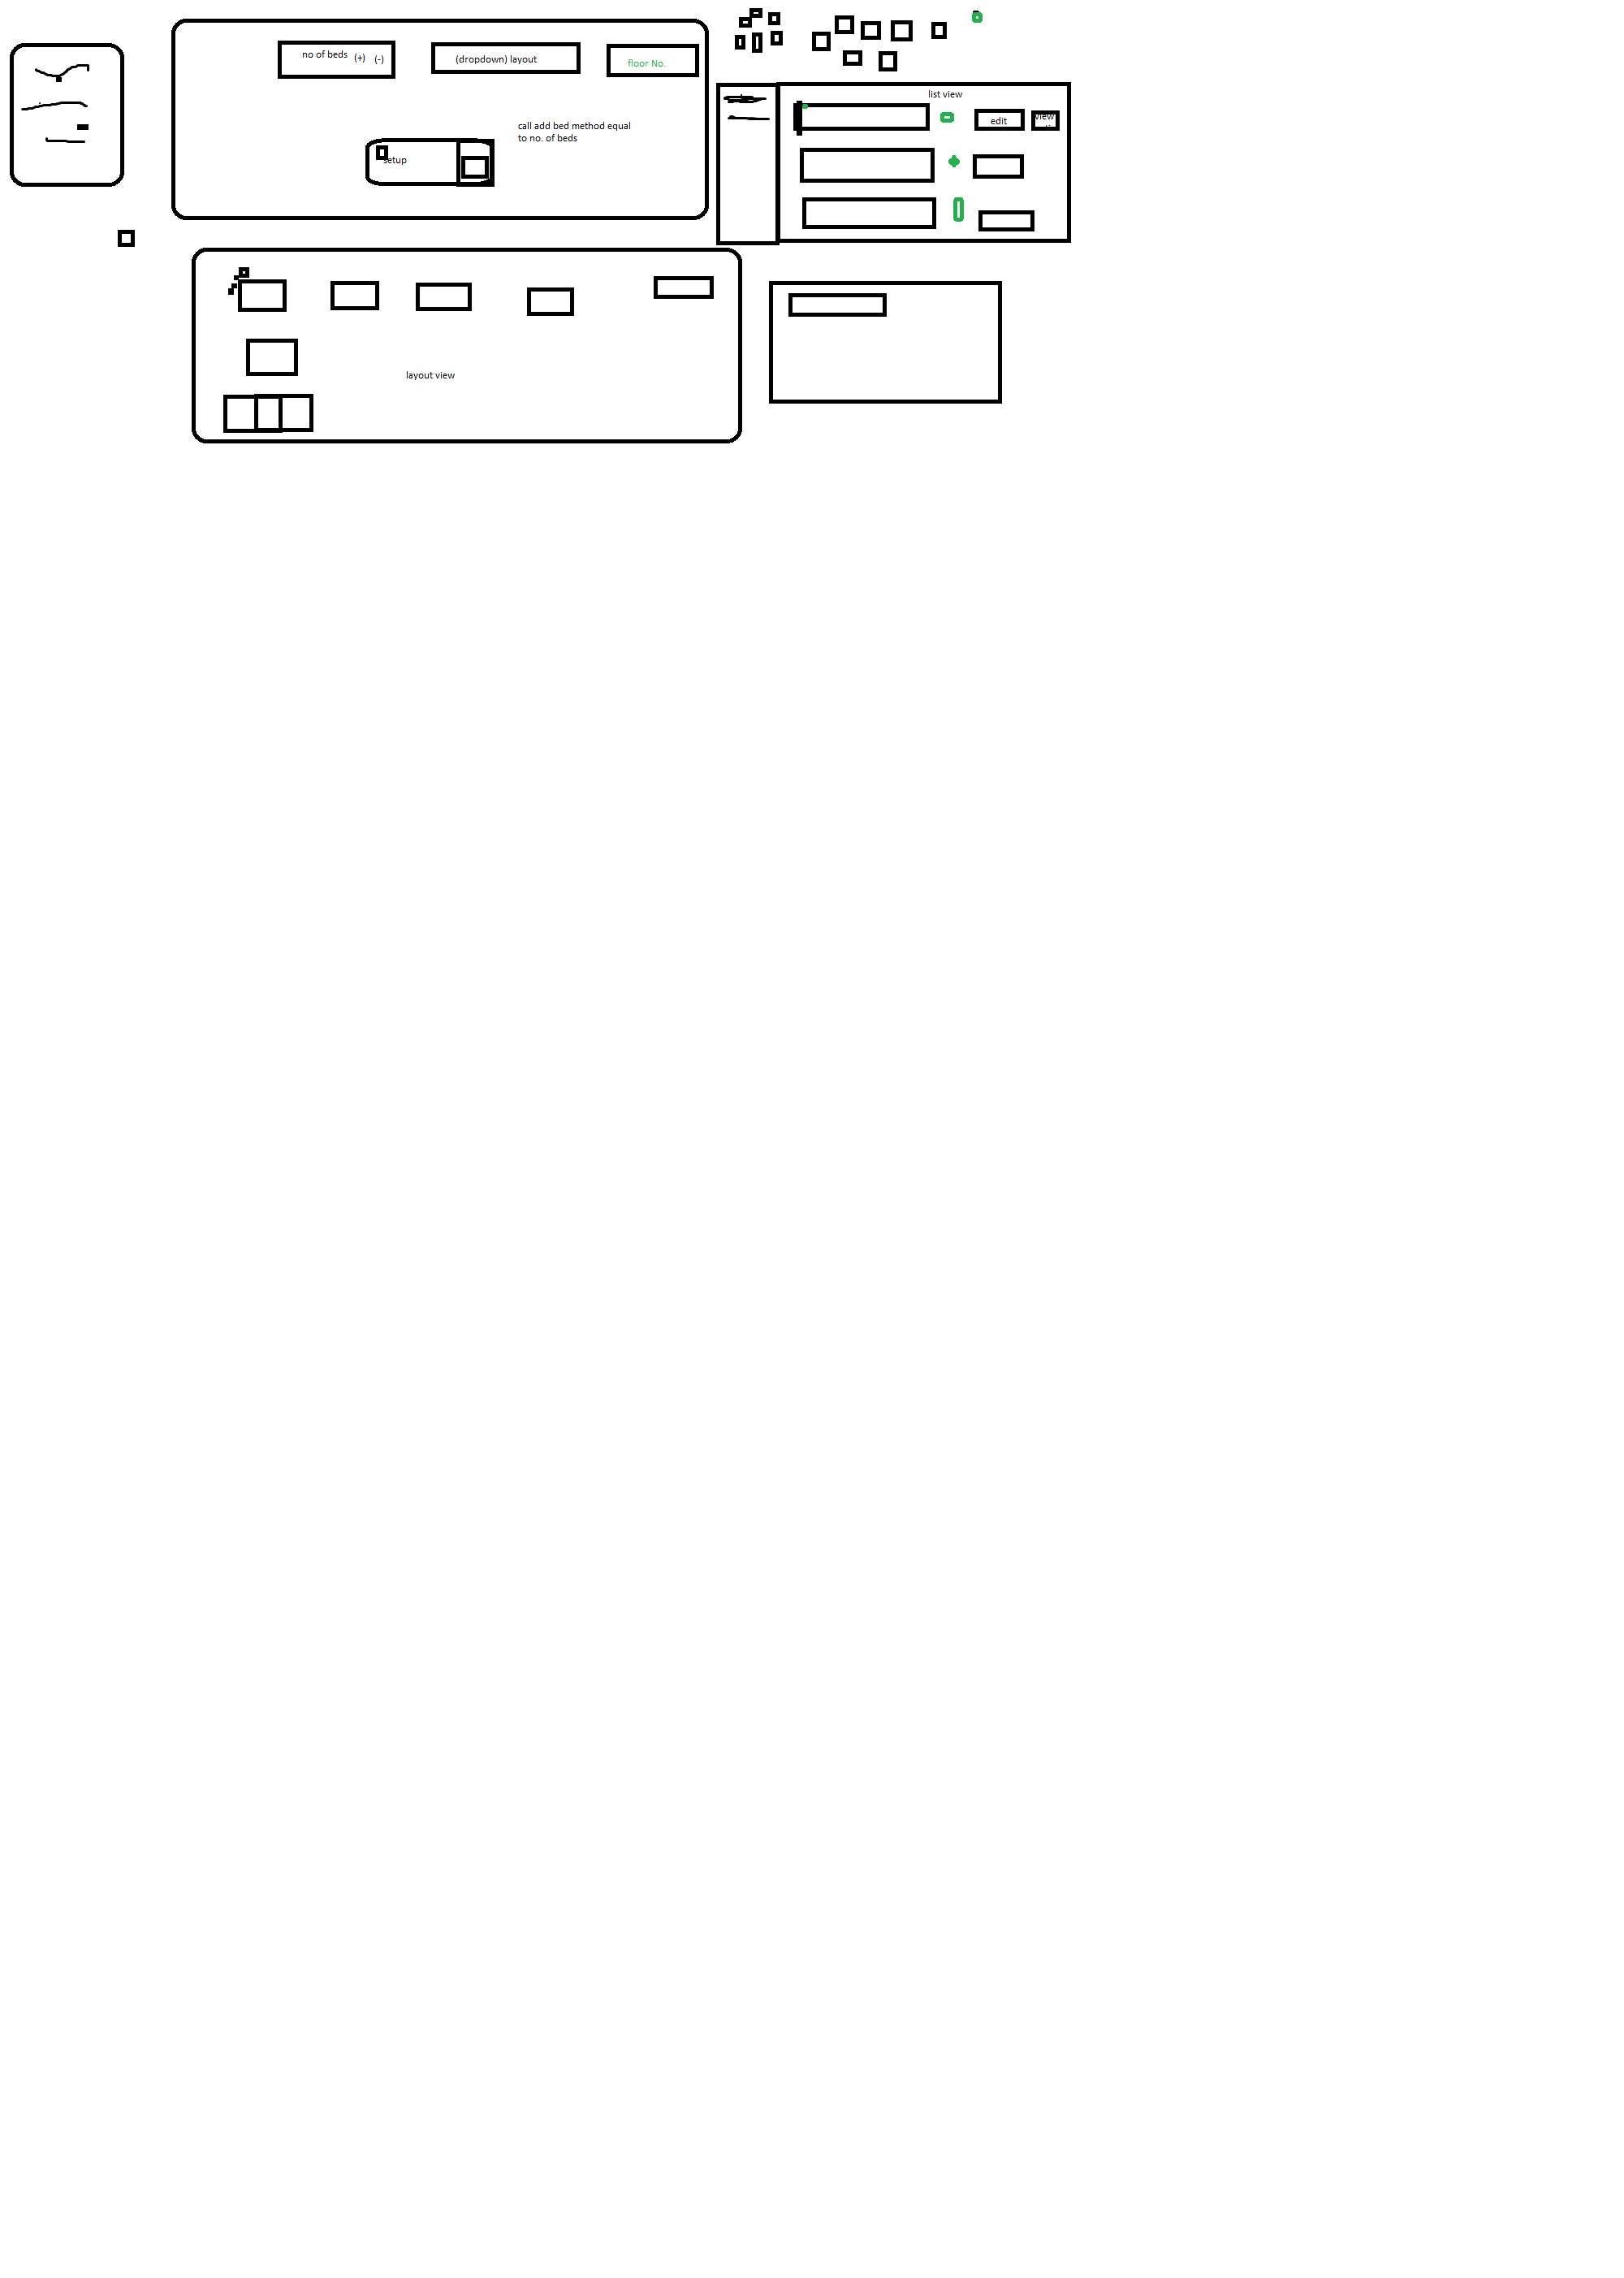 no of beds (+) (-)
(dropdown) layout
floor No.
call add bed method equal
to no. of beds
setup
list view
edit
view
layout view